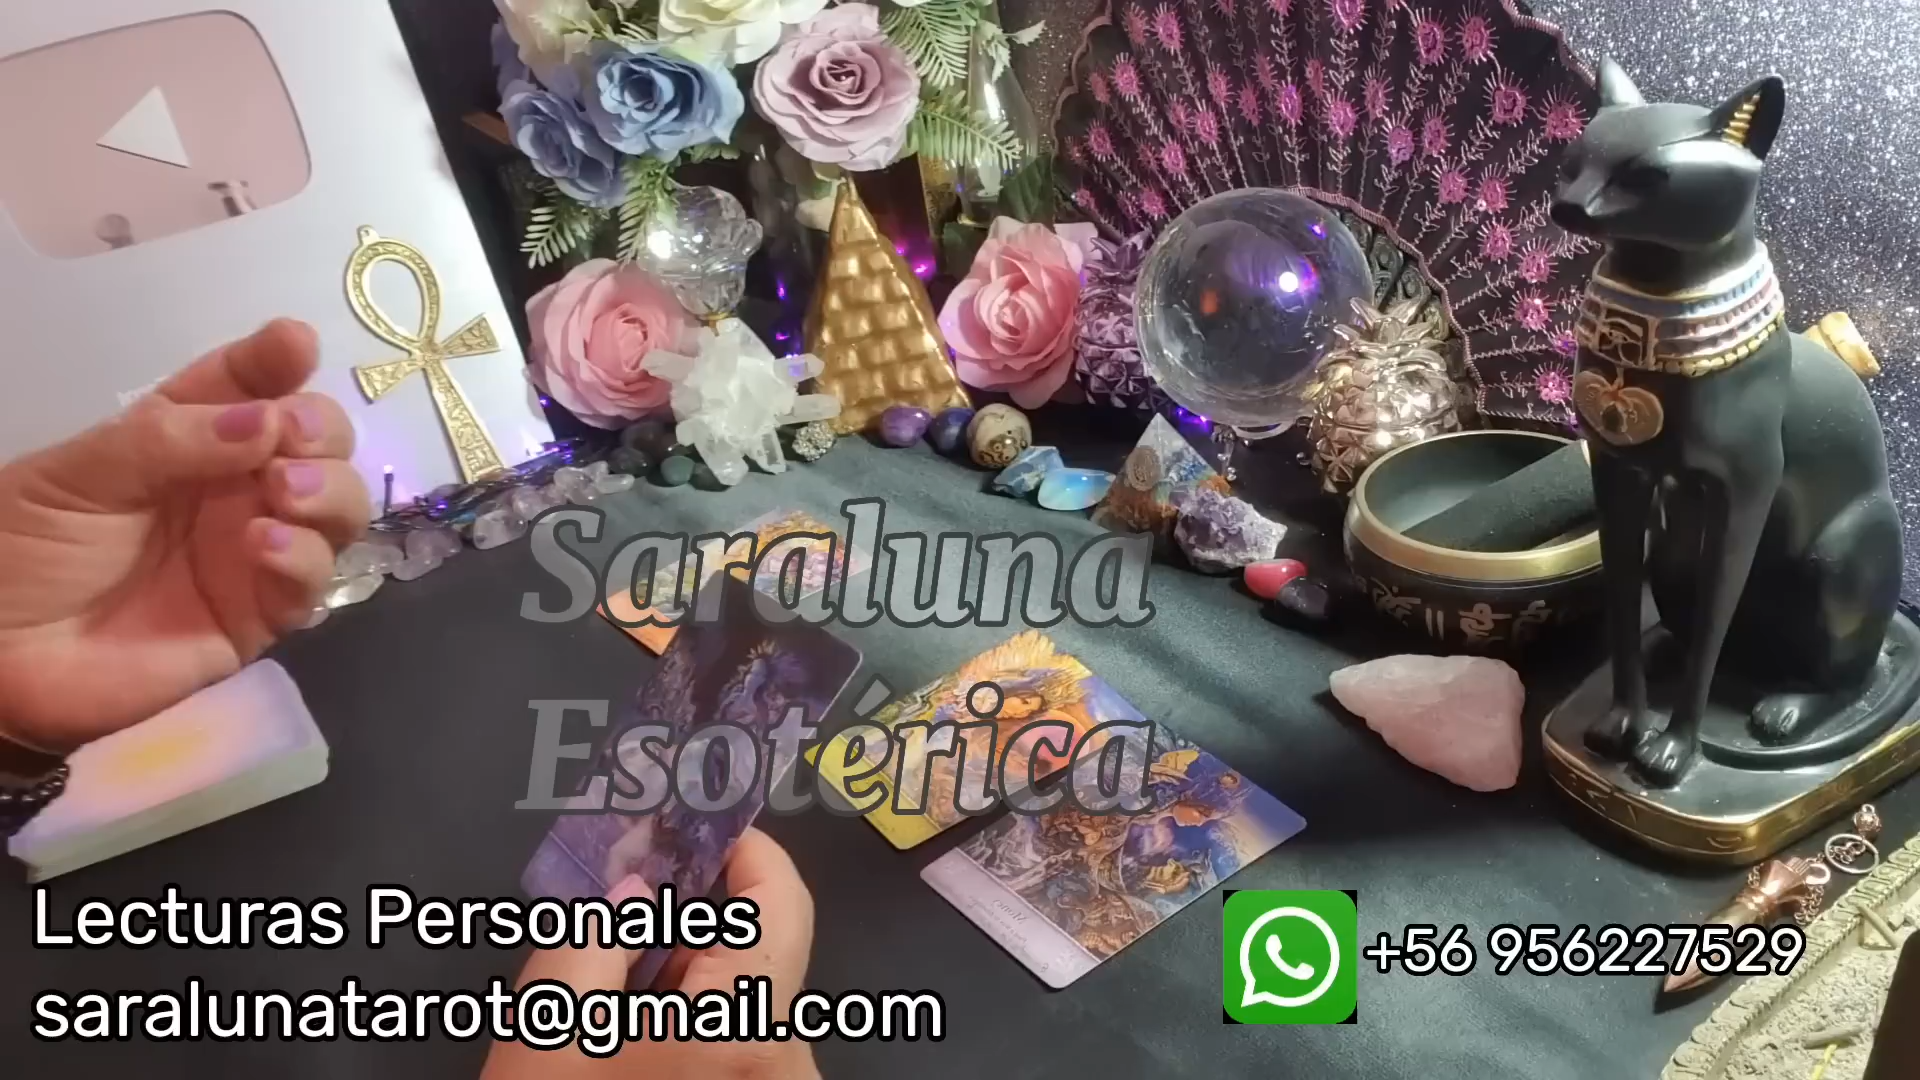 Saraluna
Esotérica
Lecturas Personales
saralunatarot@gmail.com
+56 956227529